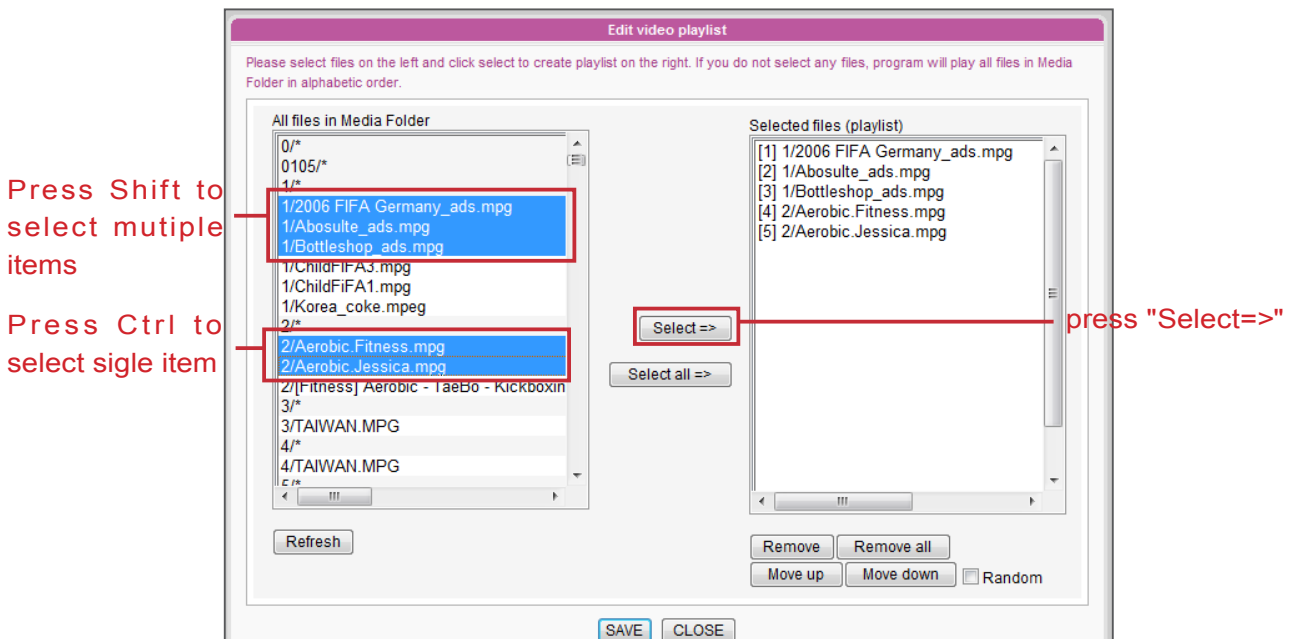 Edit video playlist
Please select files on the left and click select to create playlist on the right. If you do not select any files, program will play all files in Media
Folder in alphabetic order.
All files in Media Folder
0/*
0105/*
1/*
1/2006 FIFA Germany_ads.mpg
1/Abosulte_ads.mpg
1/Bottleshop_ads.mpg
1/ChildFIFA3.mpg
1/ChildFiFA1.mpg
1/Korea_coke.mpeg
2/*
2/Aerobic.Fitness.mpg
2/Aerobic.Jessica.mpg
2/[Fitness] Aerobic - TaeBo - Kickboxin
3/*
3/TAIWAN.MPG
4/*
4/TAIWAN.MPG
5/*
Refresh
Press Shift to
select mutiple
items
Press Ctrl to
select sigle item
Select =>
Select all =>
press "Select=>"
Selected files (playlist)
[1] 1/2006 FIFA Germany_ads.mpg
[2] 1/Abosulte_ads.mpg
[3] 1/Bottleshop_ads.mpg
[4] 2/Aerobic.Fitness.mpg
[5] 2/Aerobic.Jessica.mpg
Remove Remove all
Move up Move down Random
SAVE CLOSE